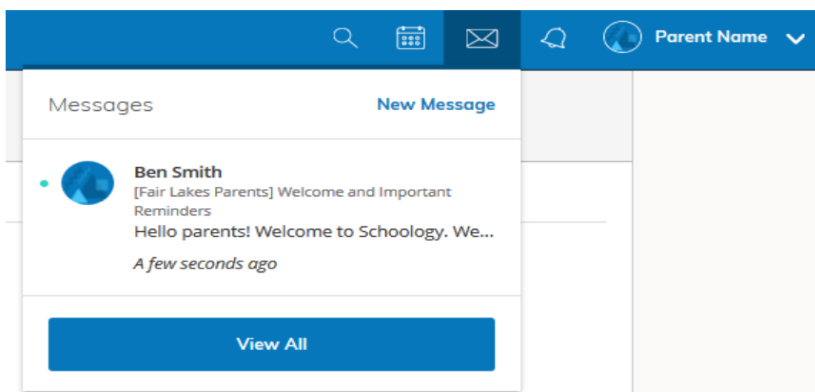 Parent Name
Messages
New Message
Ben Smith
[Fair Lakes Parents] Welcome and Important
Reminders
Hello parents! Welcome to Schoology. We...
A few seconds ago
View All